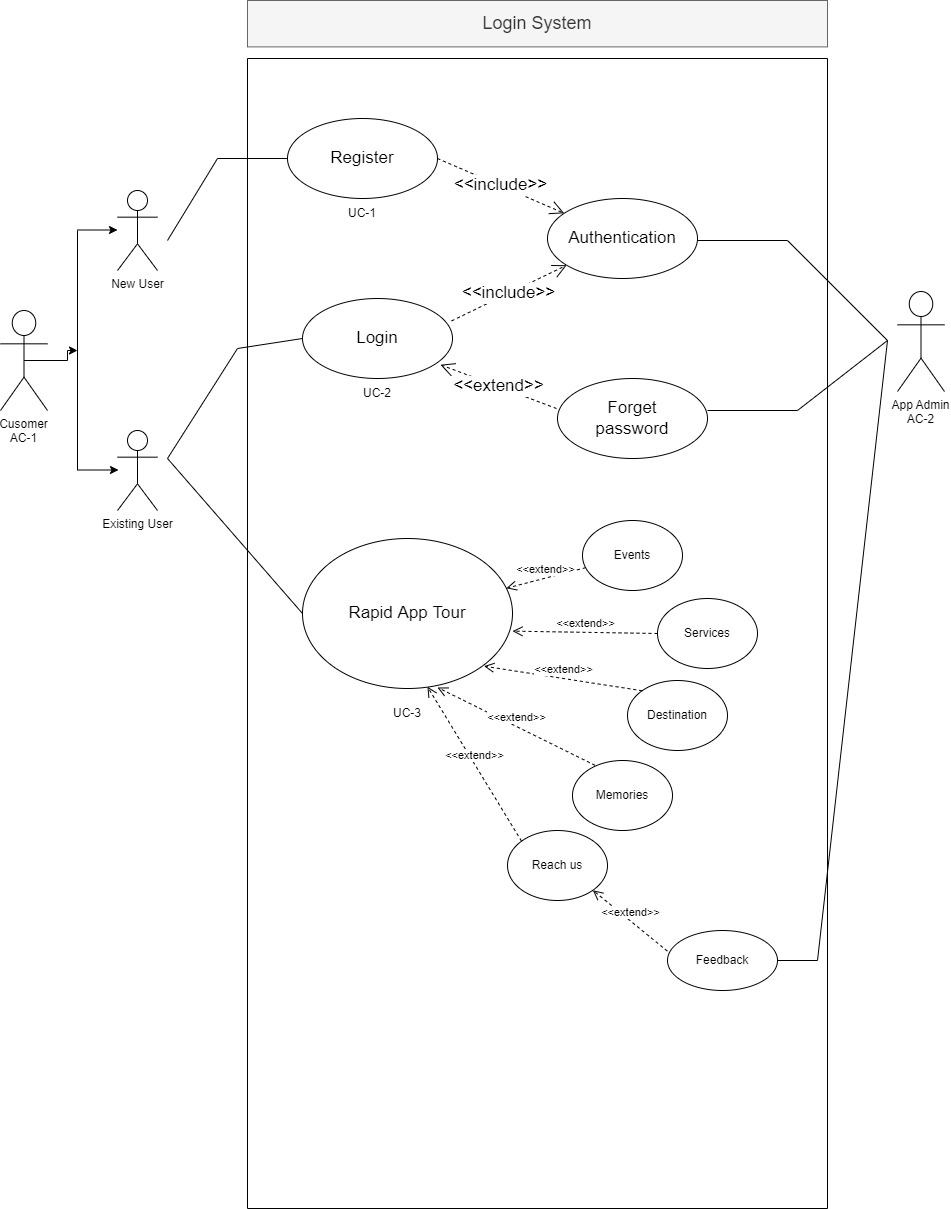 Login System
Register
<<include>>
UC-1
Authentication
New User
<<include>>
Login
<<extend>>
UC-2
Forget
password
Cusomer
AC-1
App Admin
AC-2
Existing User
Events
<<extend>>
Rapid App Tour
<<extend>>
Services
<<extend>>
UC-3
Destination
<<extend>>
<<extend>>
Memories
Reach us
<<extend>>
Feedback